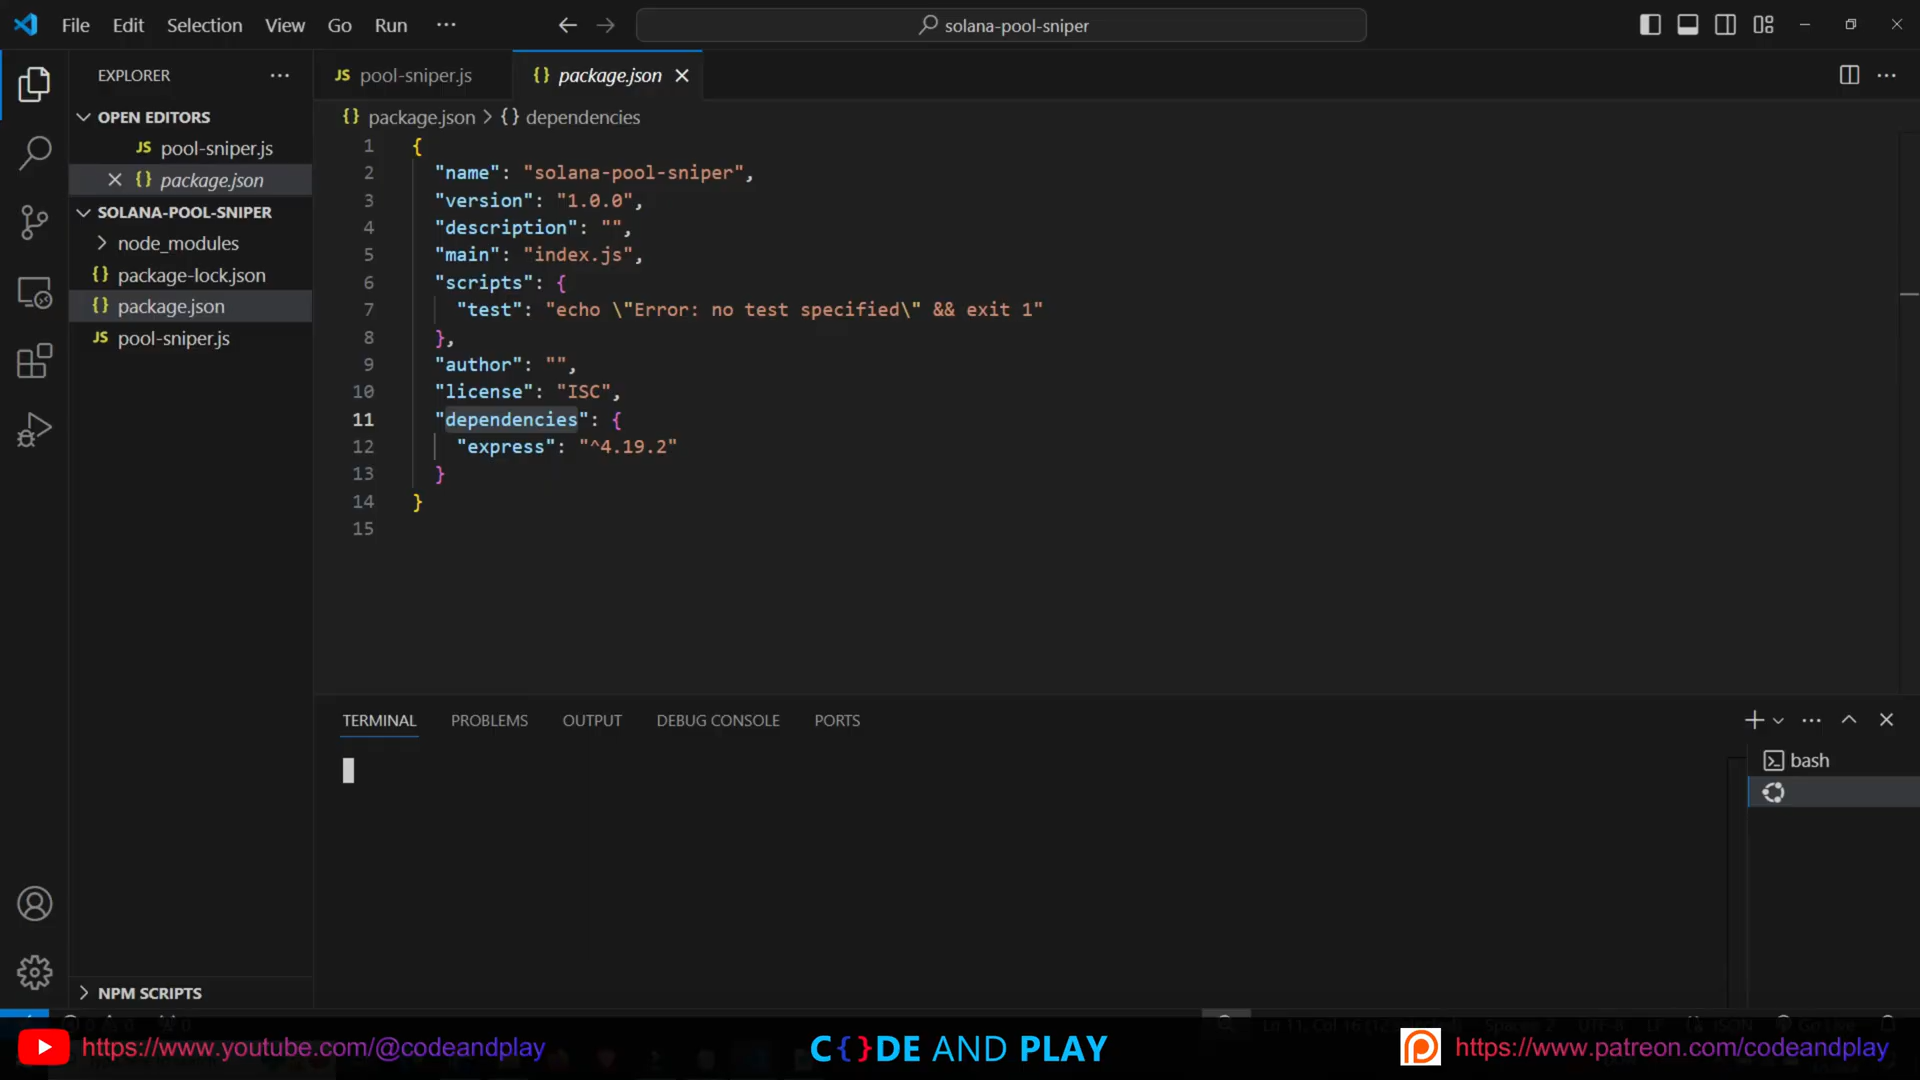 File Edit Selection View Go Run ···
solana-pool-sniper
EXPLORER
JS pool-sniper.js
{} package.json
OPEN EDITORS
JS pool-sniper.js
{} package.json
SOLANA-POOL-SNIPER
node_modules
{} package-lock.json
{} package.json
JS pool-sniper.js
NPM SCRIPTS
{} package.json > {} dependencies
1 {
2 "name": "solana-pool-sniper",
3 "version": "1.0.0",
4 "description": "",
5 "main": "index.js",
6 "scripts": {
7 "test": "echo \"Error: no test specified\" && exit 1"
8 },
9 "author": "",
10 "license": "ISC",
11 "dependencies": {
12 "express": "^4.19.2"
13 }
14 }
15
TERMINAL PROBLEMS OUTPUT DEBUG CONSOLE PORTS
bash
https://www.youtube.com/@codeandplay
C{}DE AND PLAY
https://www.patreon.com/codeandplay